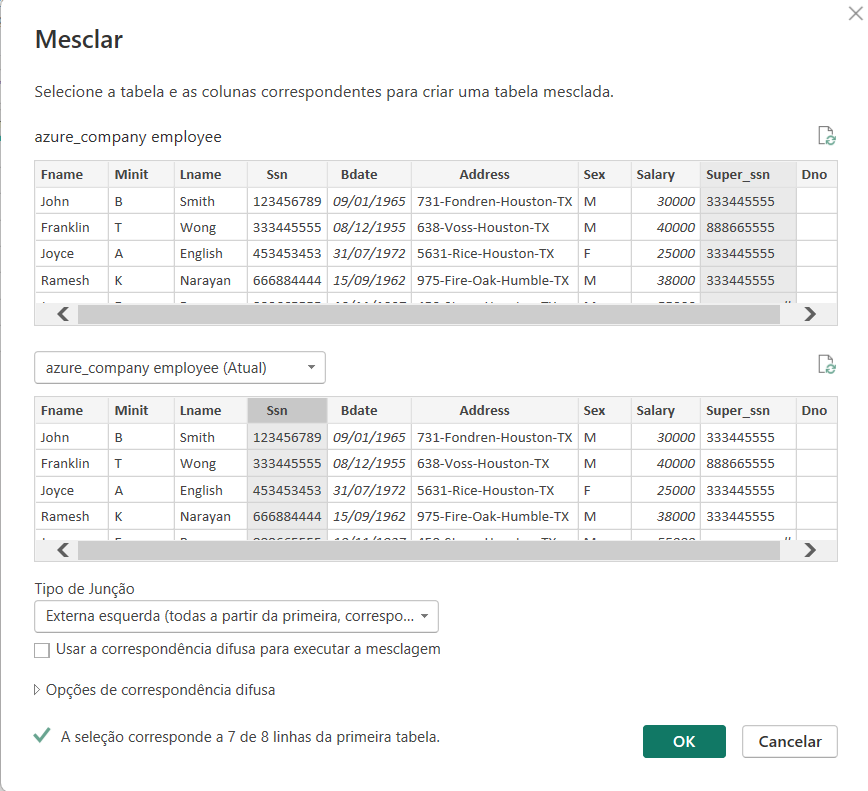 Mesclar
Selecione a tabela e as colunas correspondentes para criar uma tabela mesclada.
azure_company employee
Fname Minit Lname Ssn Bdate Address Sex Salary Super_ssn Dno
John B Smith 123456789 09/01/1965 731-Fondren-Houston-TX M 30000 333445555
Franklin T Wong 333445555 08/12/1955 638-Voss-Houston-TX M 40000 888665555
Joyce A English 453453453 31/07/1972 5631-Rice-Houston-TX F 25000 333445555
Ramesh K Narayan 666884444 15/09/1962 975-Fire-Oak-Humble-TX M 38000 333445555
azure_company employee (Atual)
Fname Minit Lname Ssn Bdate Address Sex Salary Super_ssn Dno
John B Smith 123456789 09/01/1965 731-Fondren-Houston-TX M 30000 333445555
Franklin T Wong 333445555 08/12/1955 638-Voss-Houston-TX M 40000 888665555
Joyce A English 453453453 31/07/1972 5631-Rice-Houston-TX F 25000 333445555
Ramesh K Narayan 666884444 15/09/1962 975-Fire-Oak-Humble-TX M 38000 333445555
Tipo de Junção
Externa esquerda (todas a partir da primeira, correspo...
Usar a correspondência difusa para executar a mesclagem
Opções de correspondência difusa
A seleção corresponde a 7 de 8 linhas da primeira tabela.
OK Cancelar